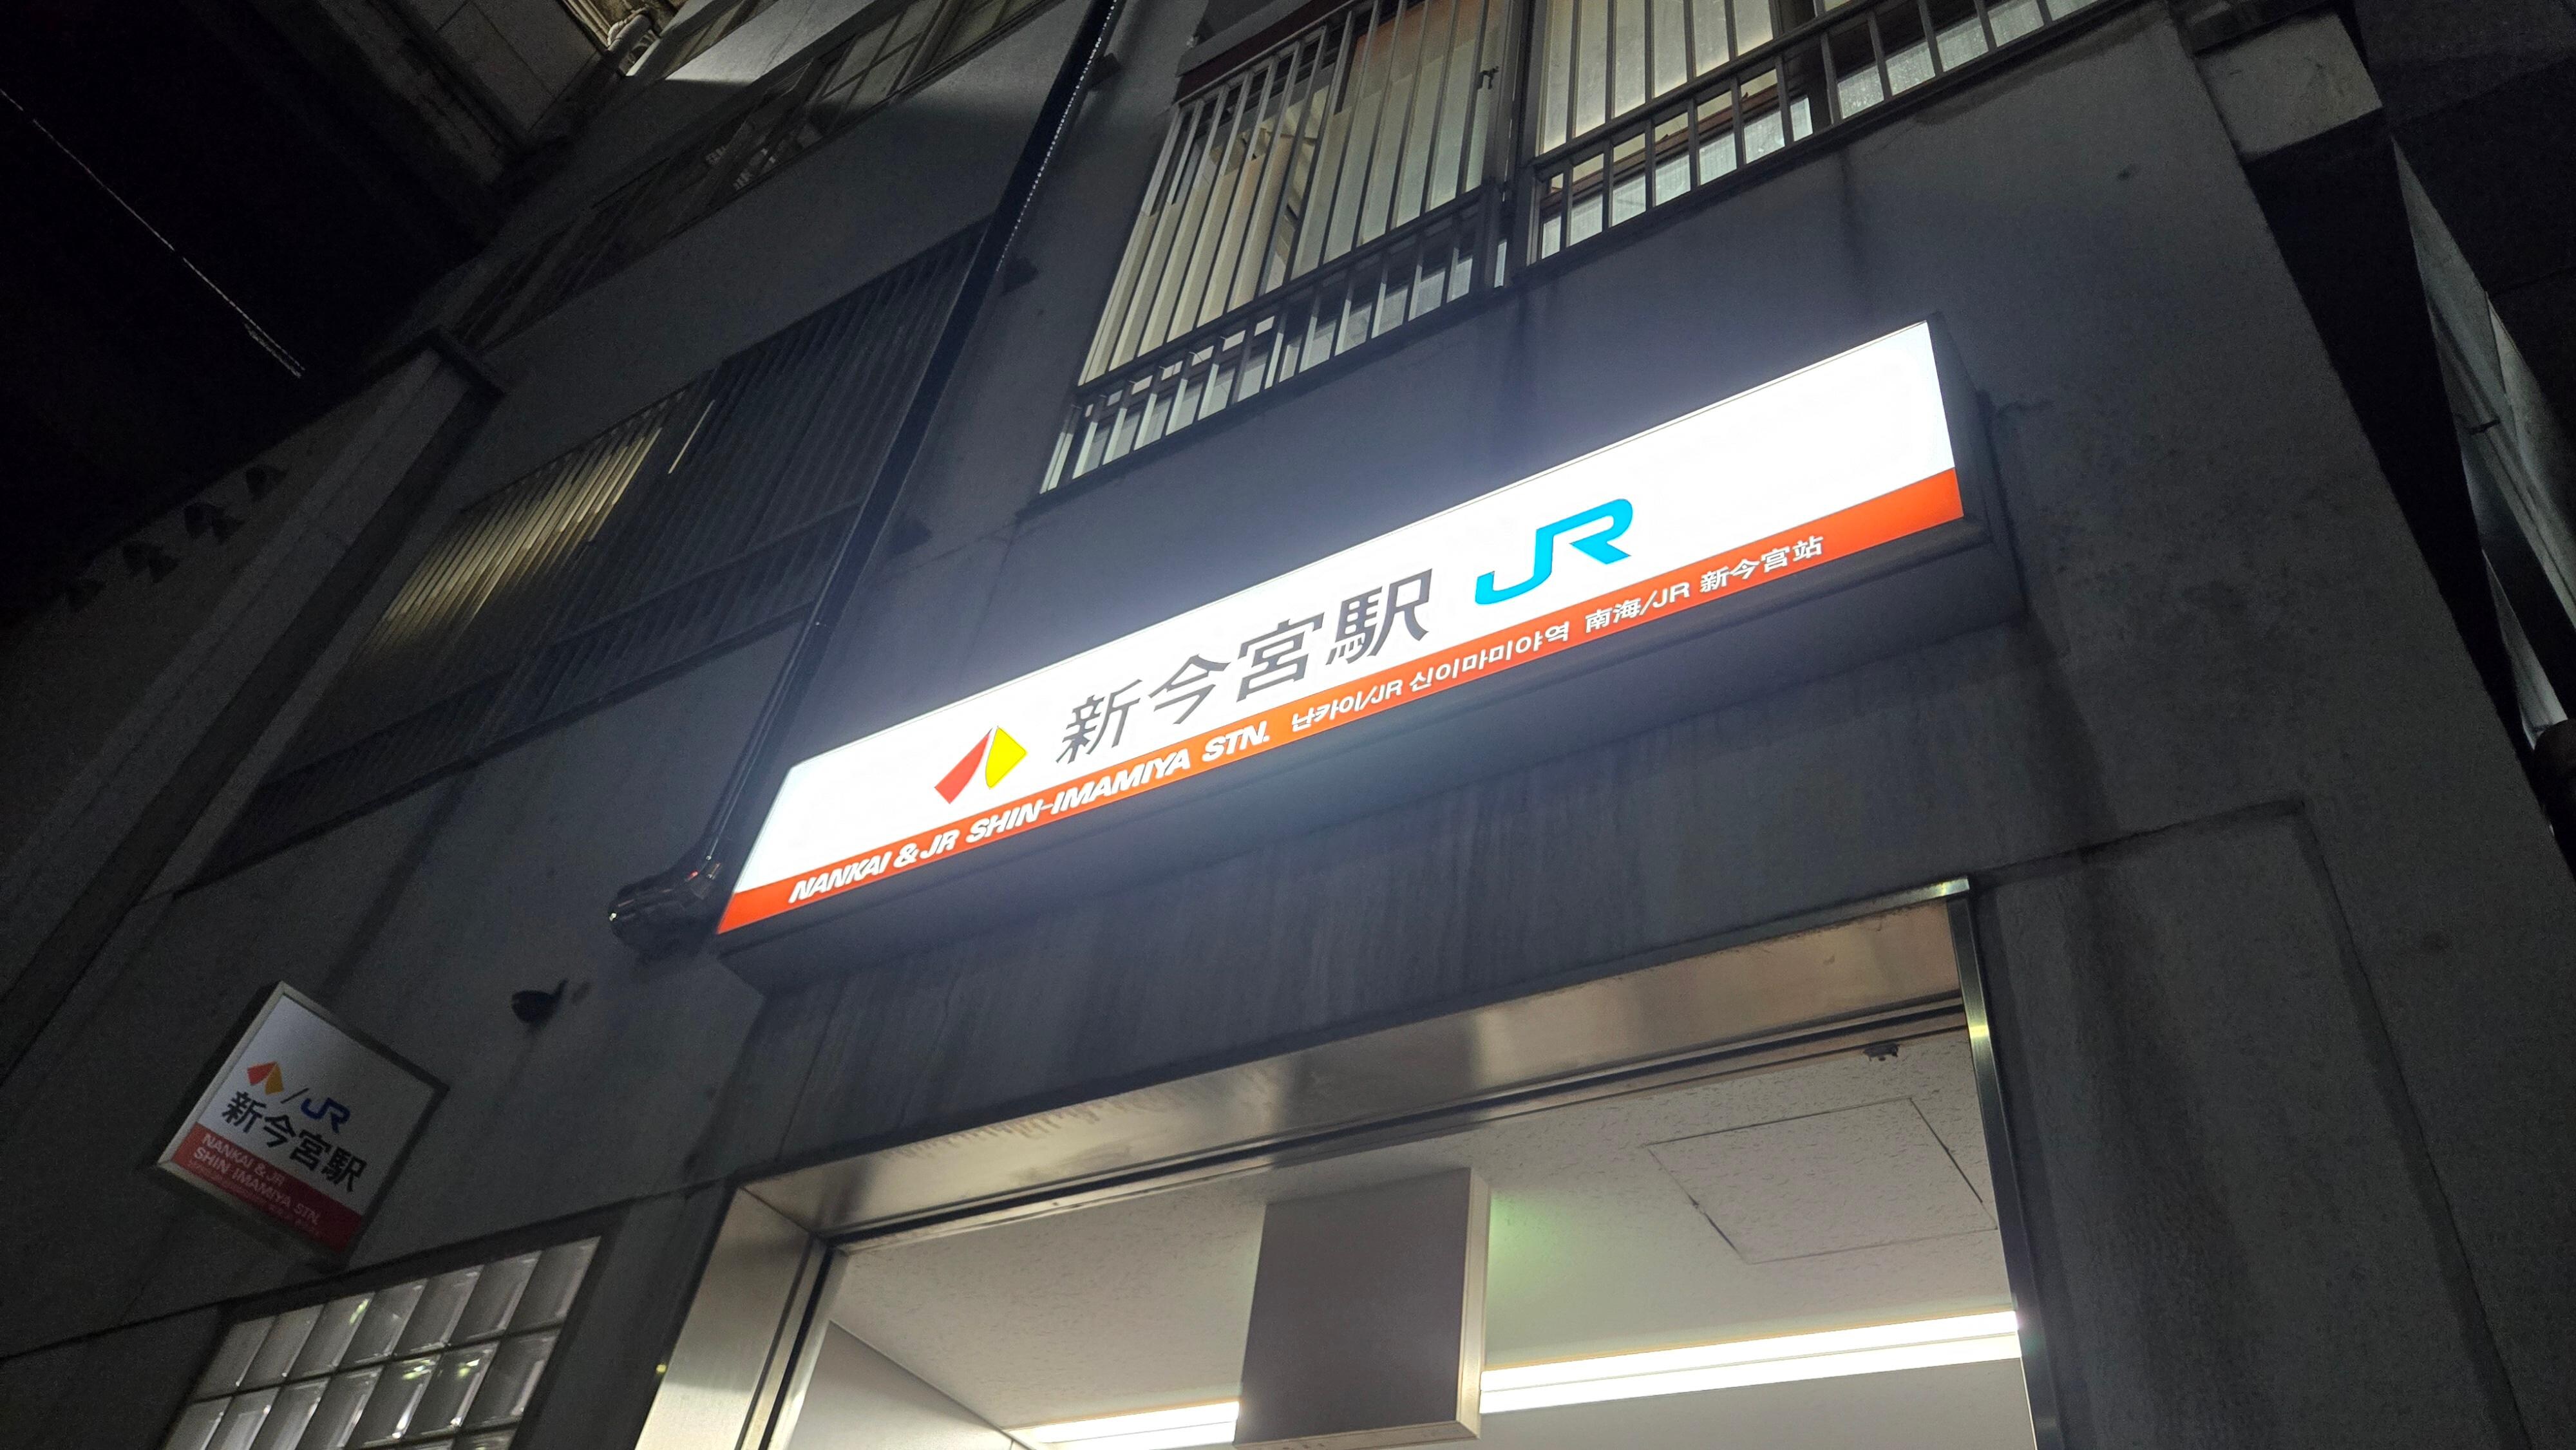 新今宮駅 JR
NANKAI & JR SHIN-IMAMIYA STN. 난카이/JR 신이마미야역 南海/JR 新今宮站
/JR
新今宮駅
NANKAI & JR
SHIN IMAMIYA STN.